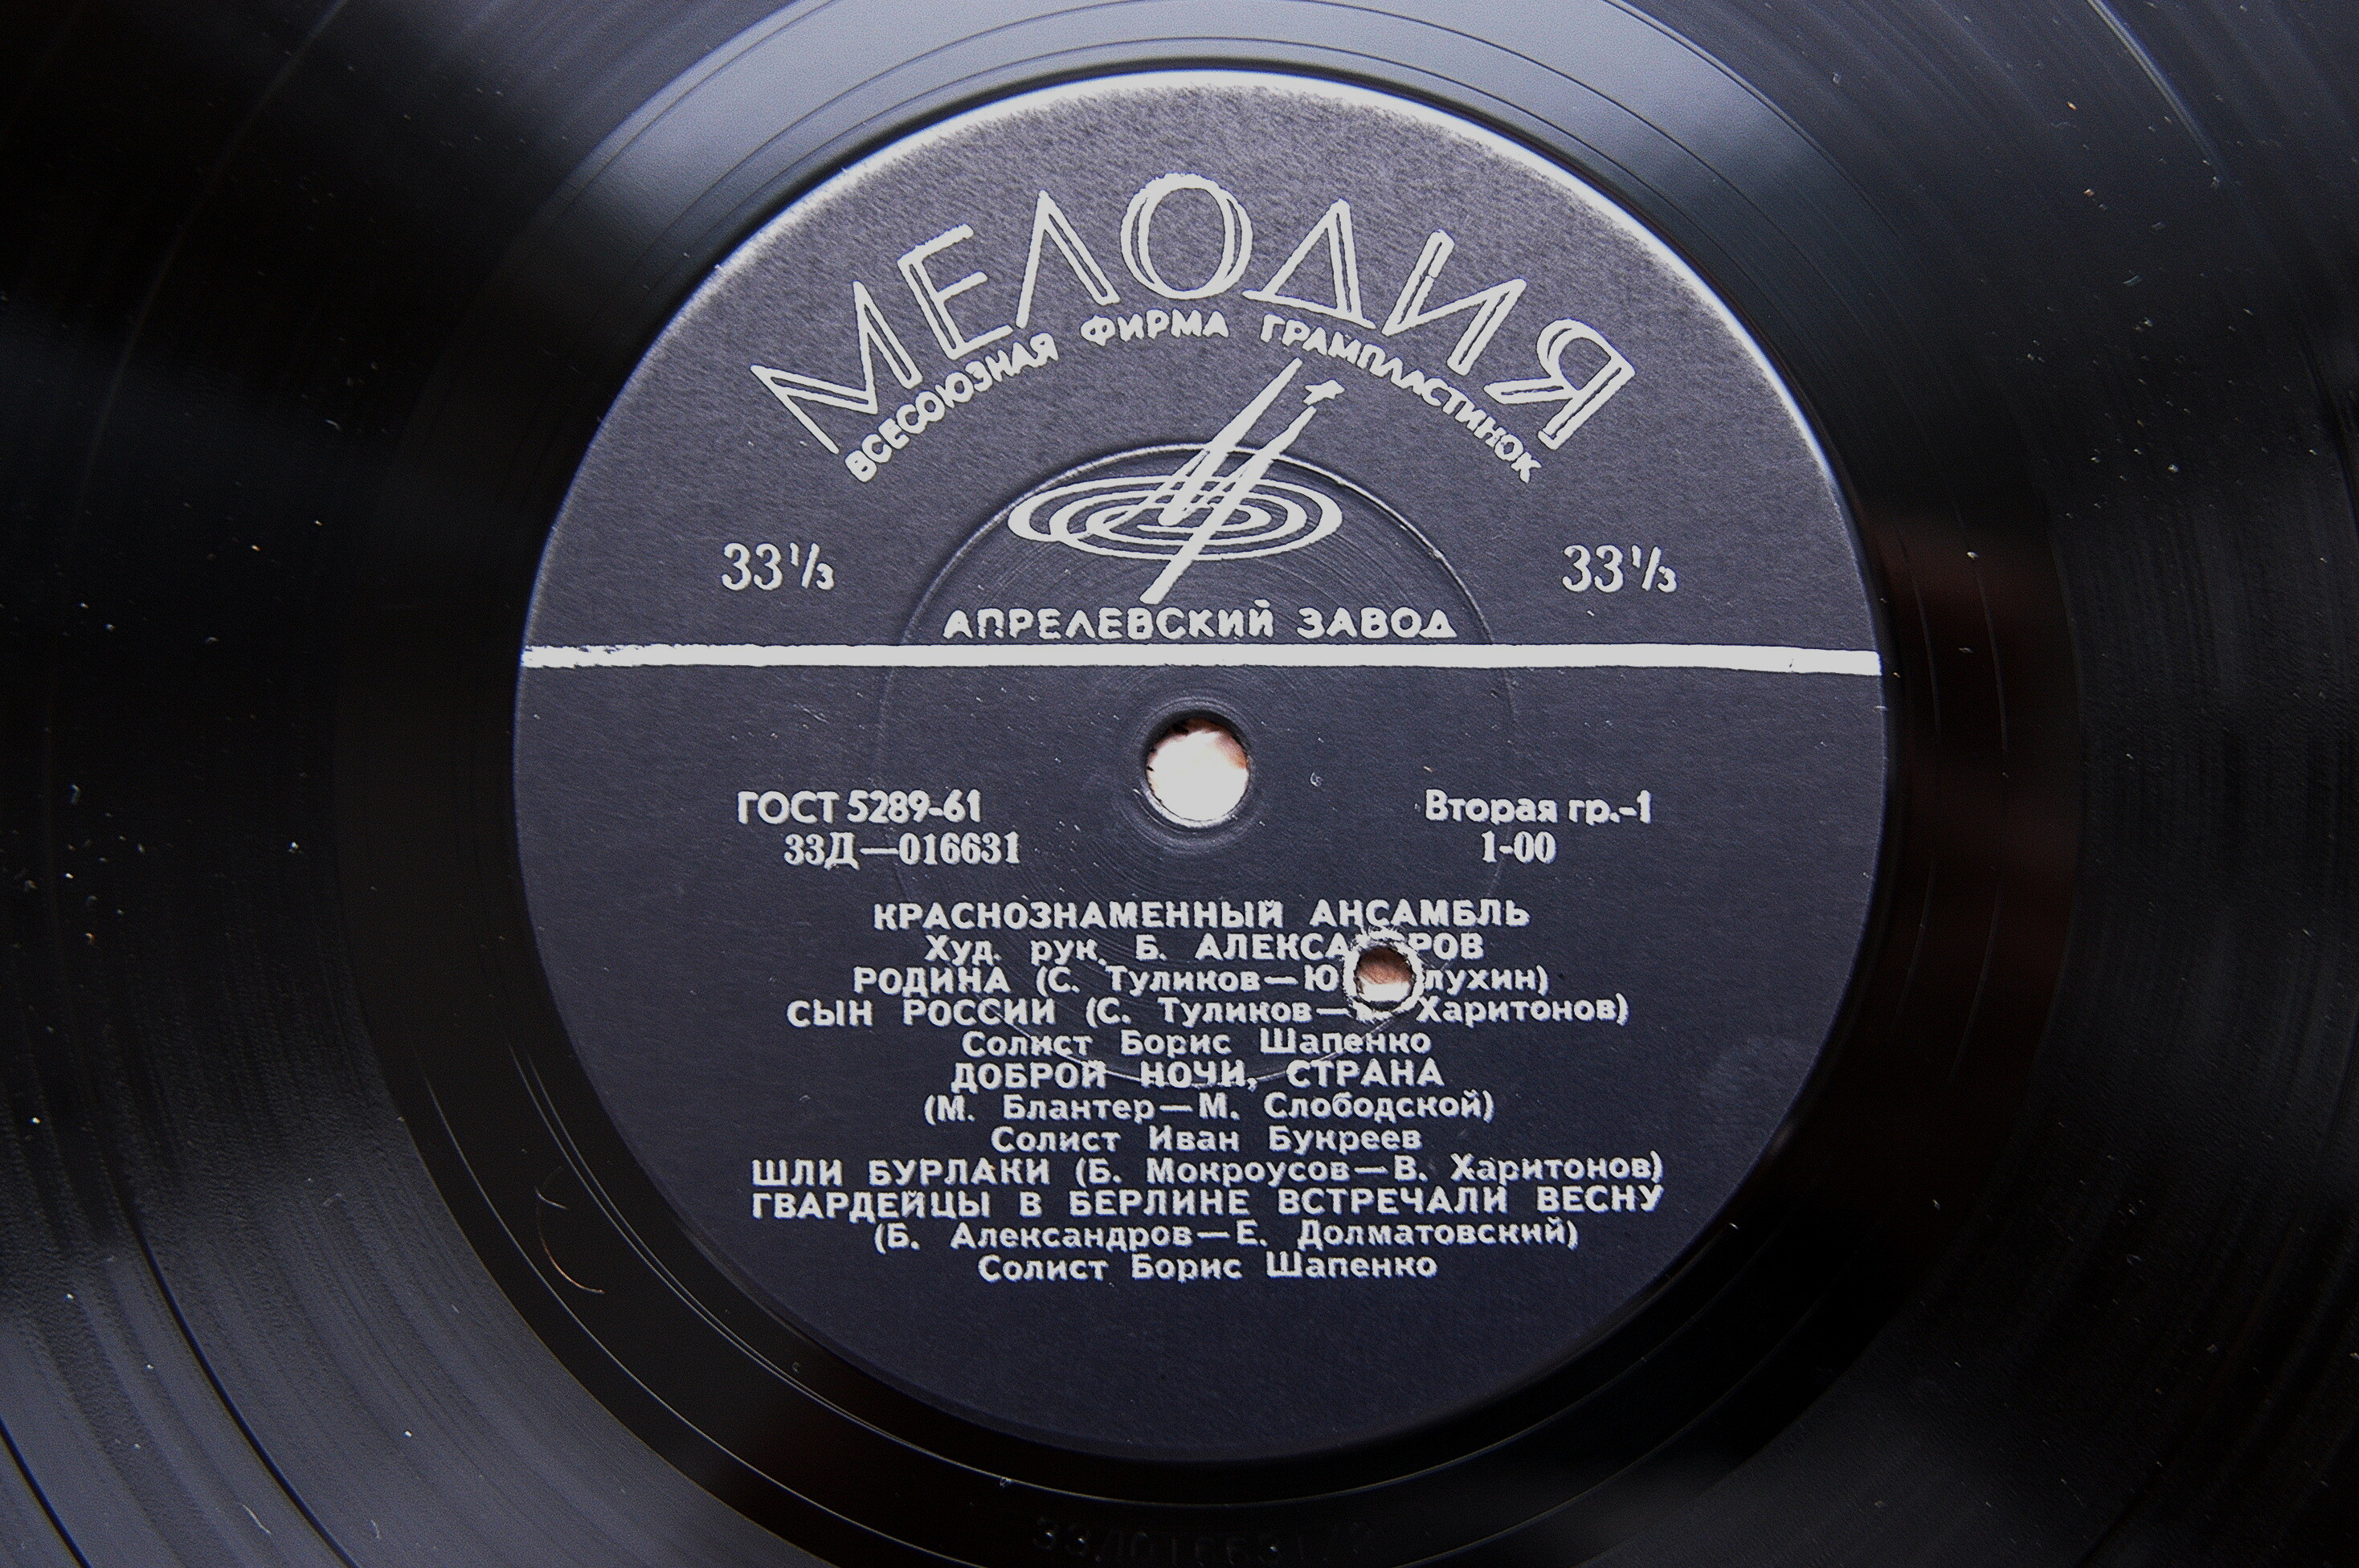 МЕЛОДИЯ
ВСЕСОЮЗНАЯ ФИРМА ГРАМПЛАСТИНОК
33⅓ 33⅓
АПРЕЛЕВСКИЙ ЗАВОД
ГОСТ 5289-61 Вторая гр.-1
33Д—016631 1-00
КРАСНОЗНАМЕННЫЙ АНСАМБЛЬ
Худ. рук. Б.
РОДИНА (С. Туликов—Ю
СЫН РОССИИ (С. Туликов— Харитонов)
Солист Борис Шапенко
ДОБРОЙ НОЧИ, СТРАНА
(М. Блантер—М. Слободской)
Солист Иван Букреев
ШЛИ БУРЛАКИ (Б. Мокроусов—В. Харитонов)
ГВАРДЕЙЦЫ В БЕРЛИНЕ ВСТРЕЧАЛИ ВЕСНУ
(Б. Александров—Е. Долматовский)
Солист Борис Шапенко